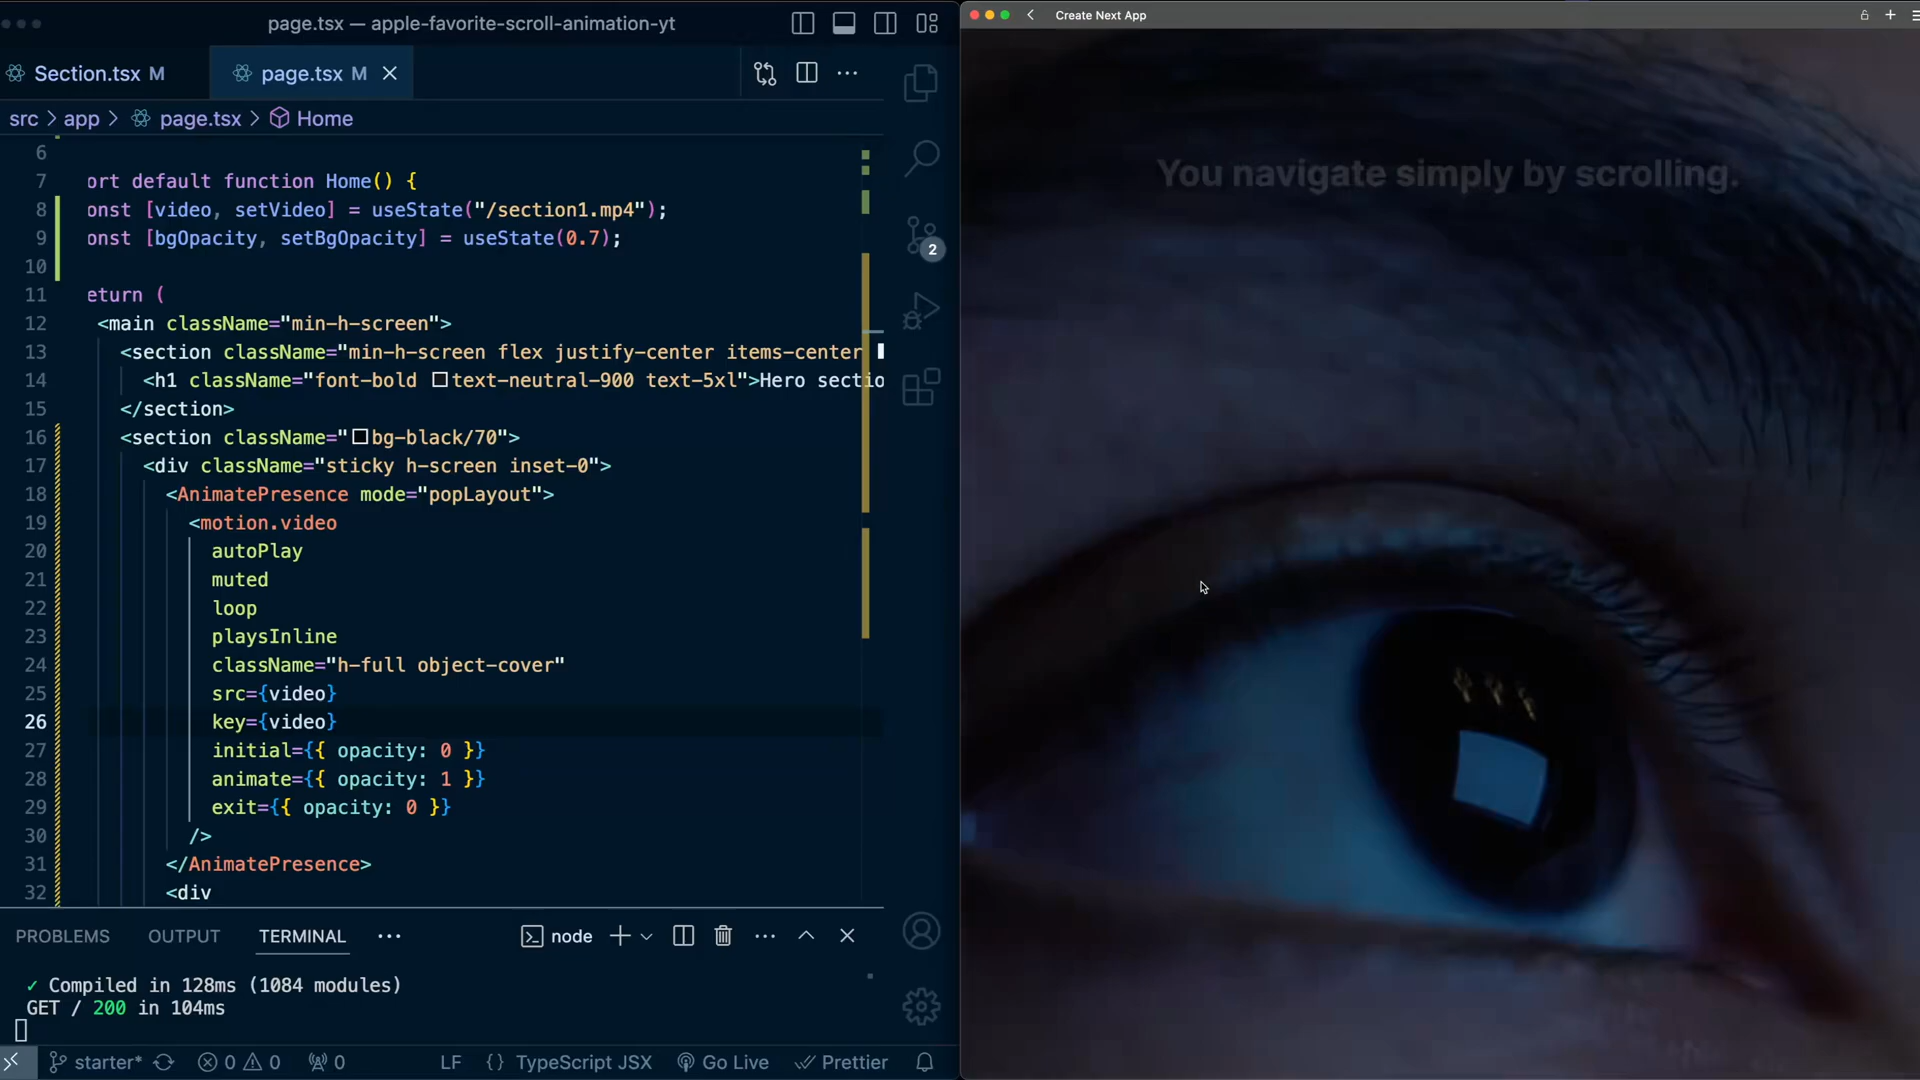 page.tsx — apple-favorite-scroll-animation-yt
Section.tsx M
page.tsx M
src > app > page.tsx > Home
6
7 ort default function Home() {
8 onst [video, setVideo] = useState("/section1.mp4");
9 onst [bgOpacity, setBgOpacity] = useState(0.7);
10
11 eturn (
12 <main className="min-h-screen">
13 <section className="min-h-screen flex justify-center items-center
14 <h1 className="font-bold text-neutral-900 text-5xl">Hero sectio
15 </section>
16 <section className="bg-black/70">
17 <div className="sticky h-screen inset-0">
18 <AnimatePresence mode="popLayout">
19 <motion.video
20 autoPlay
21 muted
22 loop
23 playsInline
24 className="h-full object-cover"
25 src={video}
26 key={video}
27 initial={{ opacity: 0 }}
28 animate={{ opacity: 1 }}
29 exit={{ opacity: 0 }}
30 />
31 </AnimatePresence>
32 <div
2
PROBLEMS OUTPUT TERMINAL ··· node
✓ Compiled in 128ms (1084 modules)
GET / 200 in 104ms
starter* 0 0 0 LF {} TypeScript JSX Go Live Prettier
Create Next App
You navigate simply by scrolling.